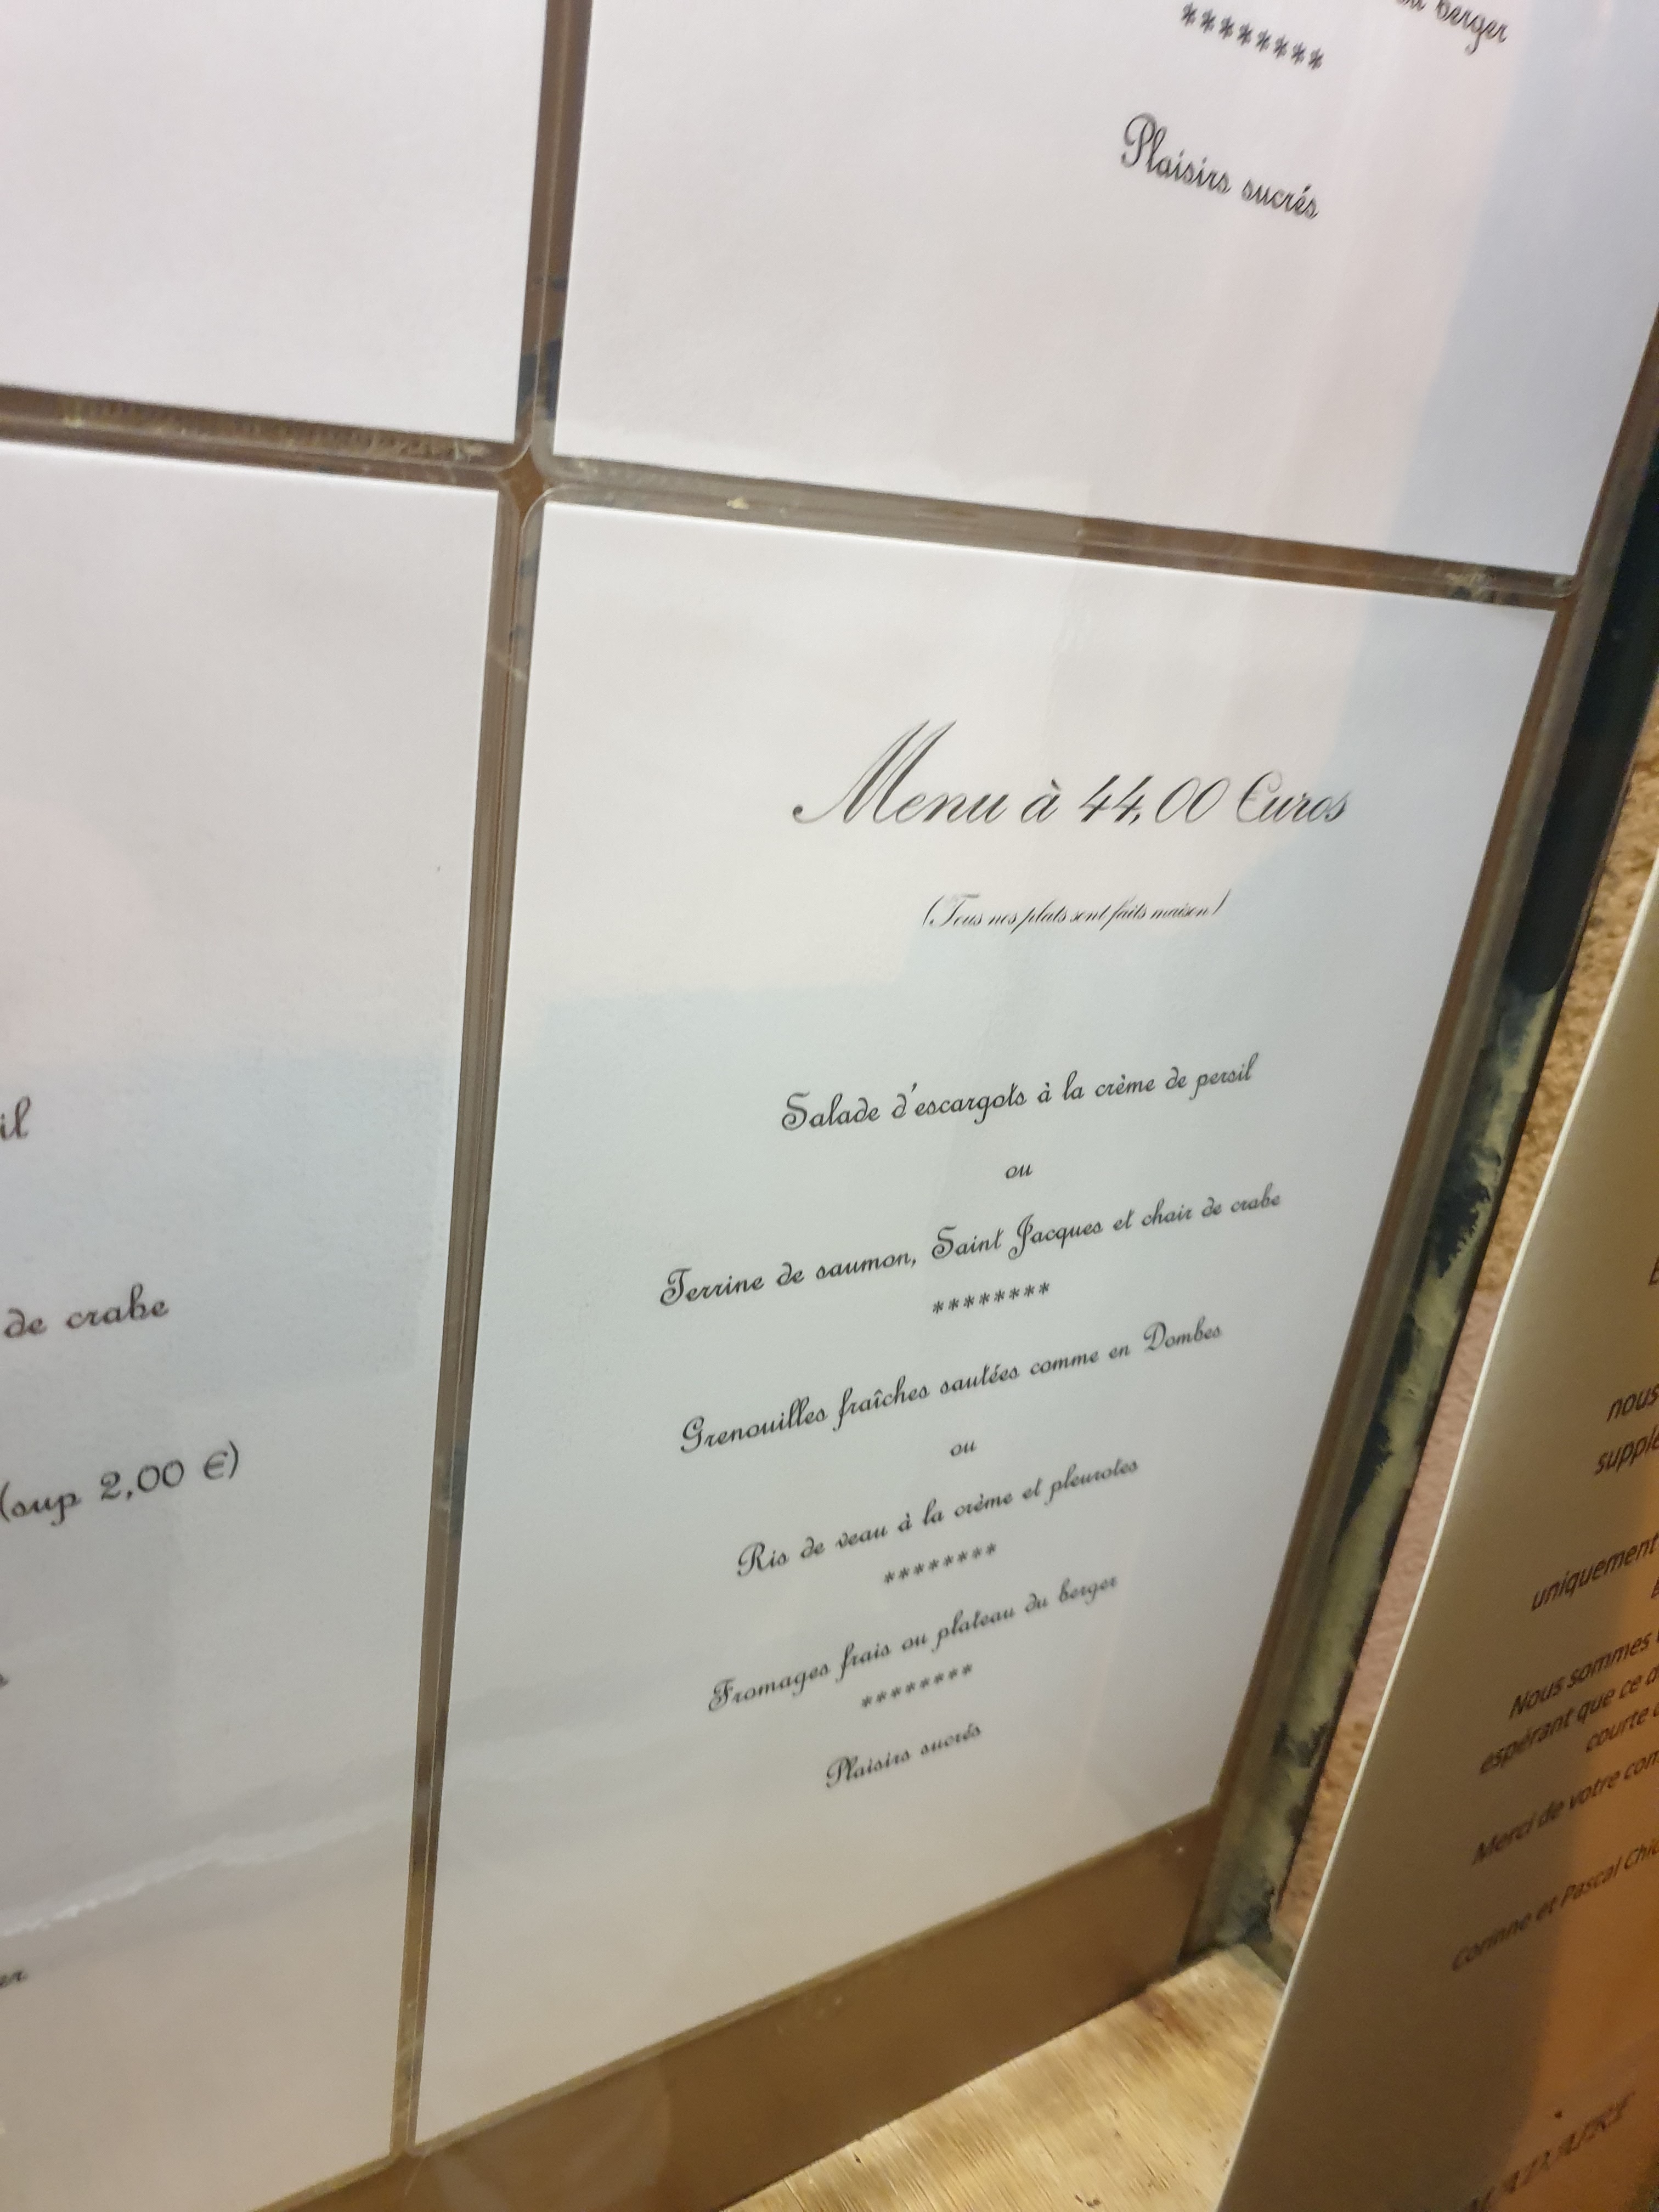 berger
********
Plaisirs sucrés
il
de crabe
(sup 2,00 €)
Menu à 44,00 Euros
(Tous nos plats sont faits maison)
Salade d'escargots à la crème de persil
ou
Terrine de saumon, Saint Jacques et chair de crabe
********
Grenouilles fraîches sautées comme en Dombes
ou
Ris de veau à la crème et pleurotes
********
Fromages frais ou plateau du berger
********
Plaisirs sucrés
nous
uniquement
Nous sommes
espérant que ce
courte
Merci de votre
Corinne et Pascal